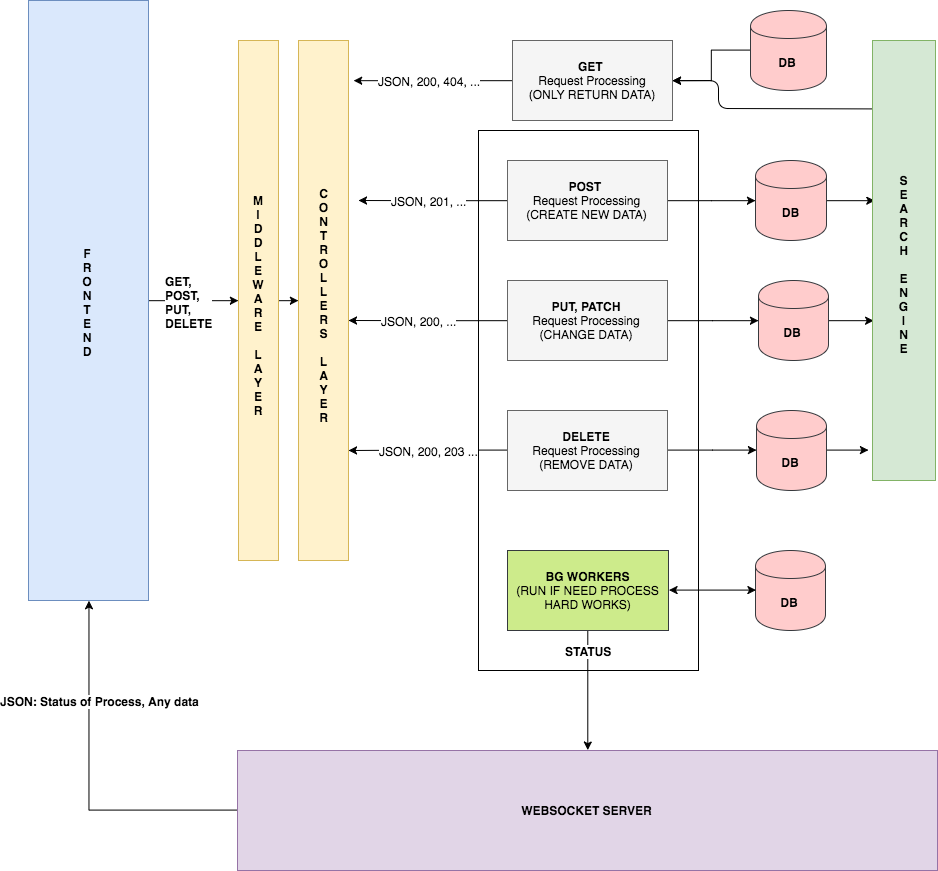 FRONTEND
GET,
POST,
PUT,
DELETE
MIDDLEWARE LAYER
CONTROLLERS LAYER
JSON, 200, 404, ...
GET
Request Processing
(ONLY RETURN DATA)
DB
JSON, 201, ...
POST
Request Processing
(CREATE NEW DATA)
DB
JSON, 200, ...
PUT, PATCH
Request Processing
(CHANGE DATA)
DB
JSON, 200, 203 ...
DELETE
Request Processing
(REMOVE DATA)
DB
SEARCH ENGINE
BG WORKERS
(RUN IF NEED PROCESS
HARD WORKS)
DB
STATUS
JSON: Status of Process, Any data
WEBSOCKET SERVER